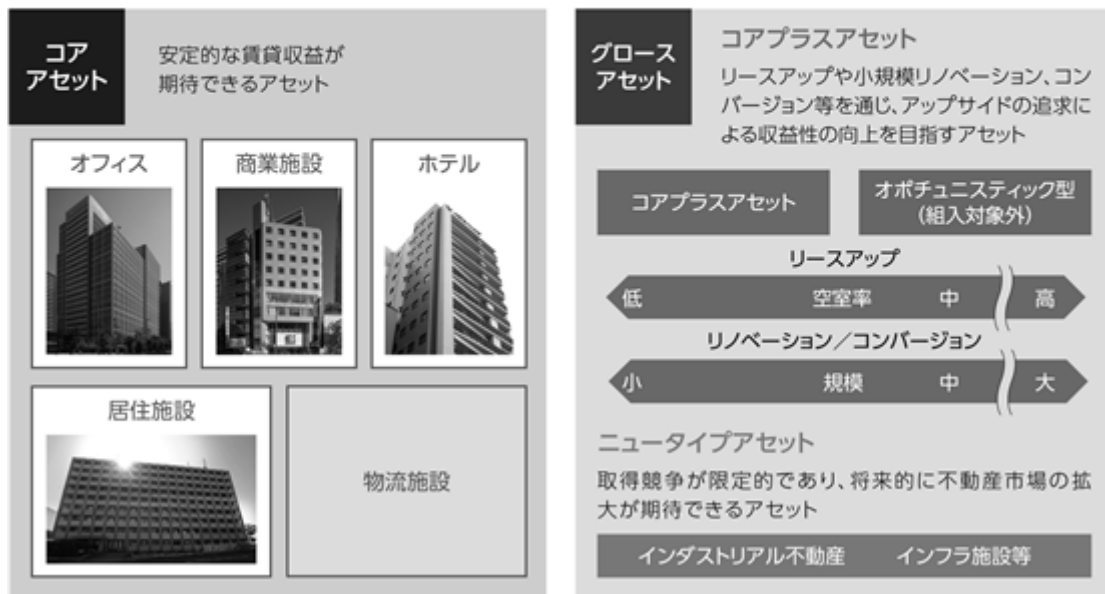 コア
アセット
安定的な賃貸収益が
期待できるアセット
オフィス
商業施設
ホテル
居住施設
物流施設
グロース
アセット
コアプラスアセット
リースアップや小規模リノベーション、コン
バージョン等を通じ、アップサイドの追求に
よる収益性の向上を目指すアセット
コアプラスアセット
オポチュニスティック型
（組入対象外）
リースアップ
低 空室率 中 高
リノベーション／コンバージョン
小 規模 中 大
ニュータイプアセット
取得競争が限定的であり、将来的に不動産市場の拡
大が期待できるアセット
インダストリアル不動産 インフラ施設等